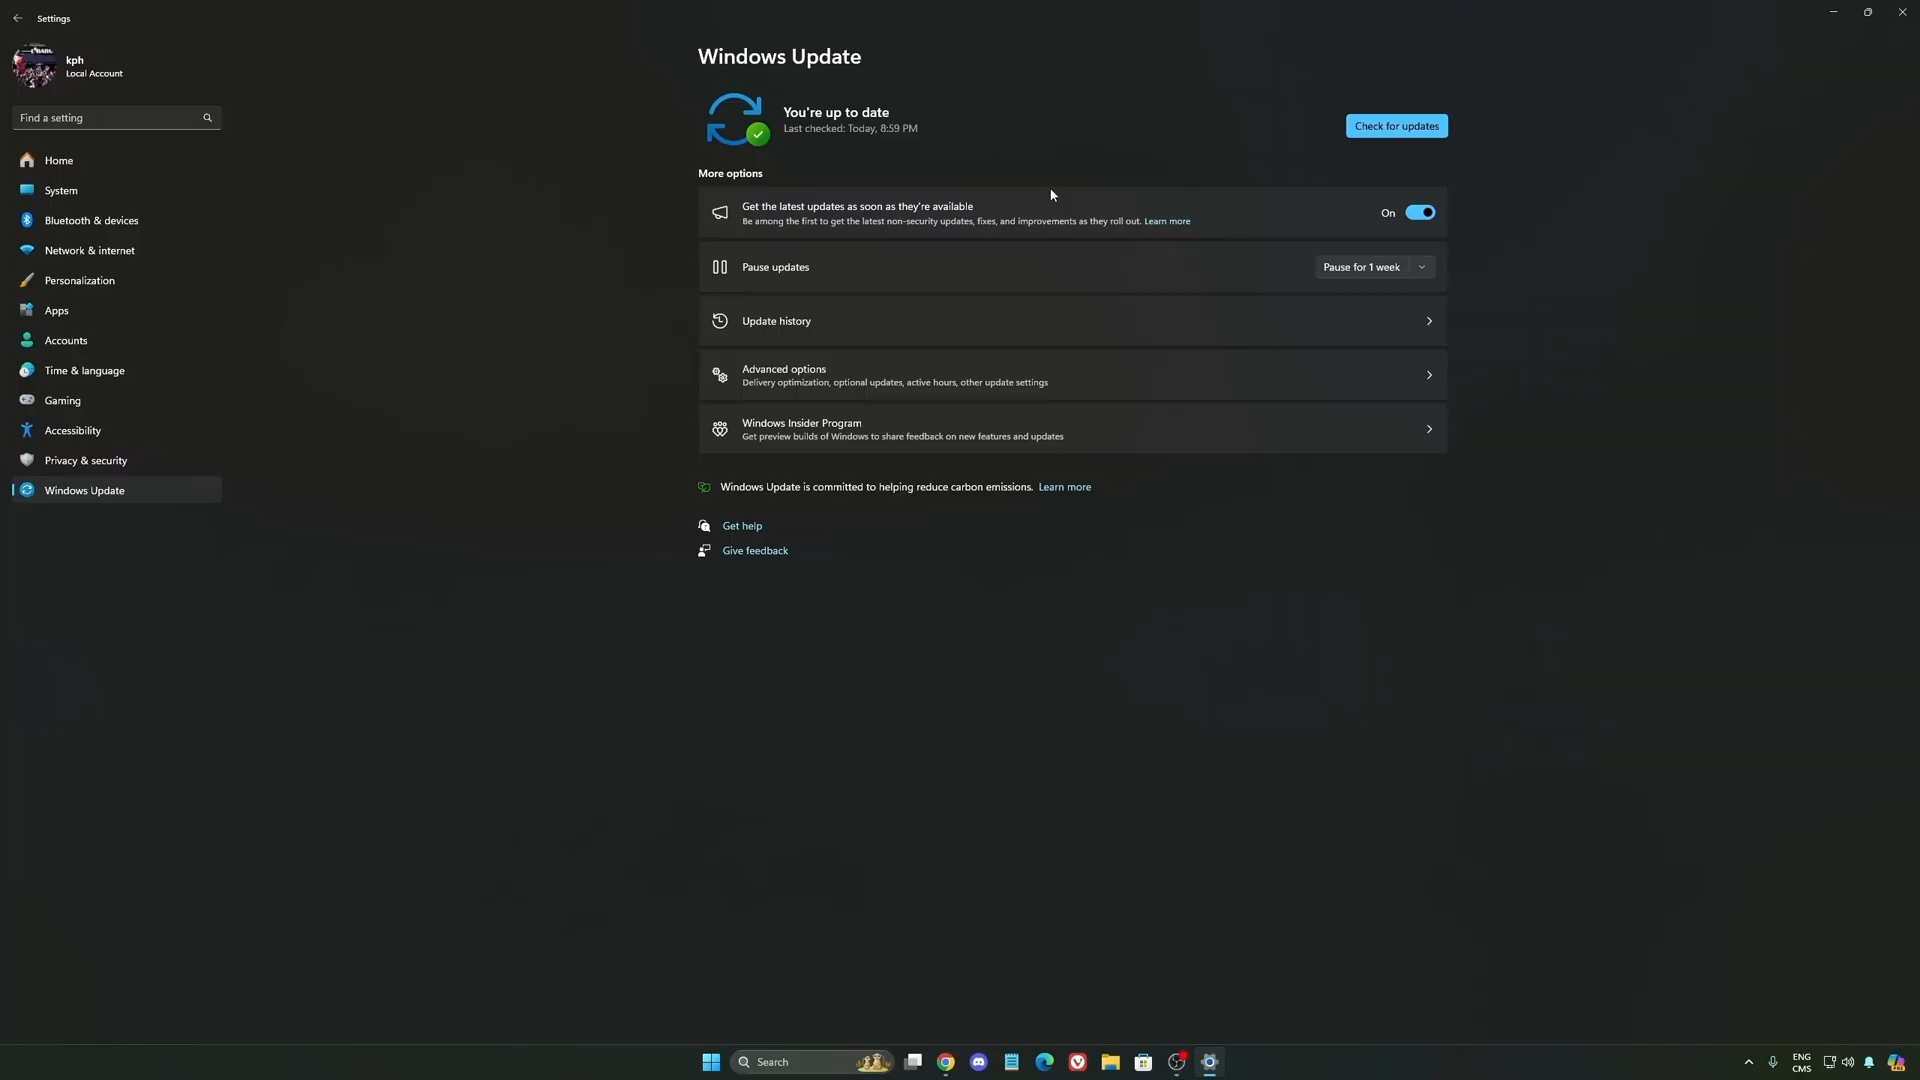 Settings
kph
Local Account
Find a setting
Home
System
Bluetooth & devices
Network & internet
Personalization
Apps
Accounts
Time & language
Gaming
Accessibility
Privacy & security
Windows Update
Windows Update
You're up to date
Last checked: Today, 8:59 PM
Check for updates
More options
Get the latest updates as soon as they're available
Be among the first to get the latest non-security updates, fixes, and improvements as they roll out. Learn more
On
Pause updates
Pause for 1 week
Update history
Advanced options
Delivery optimization, optional updates, active hours, other update settings
Windows Insider Program
Get preview builds of Windows to share feedback on new features and updates
Windows Update is committed to helping reduce carbon emissions. Learn more
Get help
Give feedback
Search
ENG
CMS